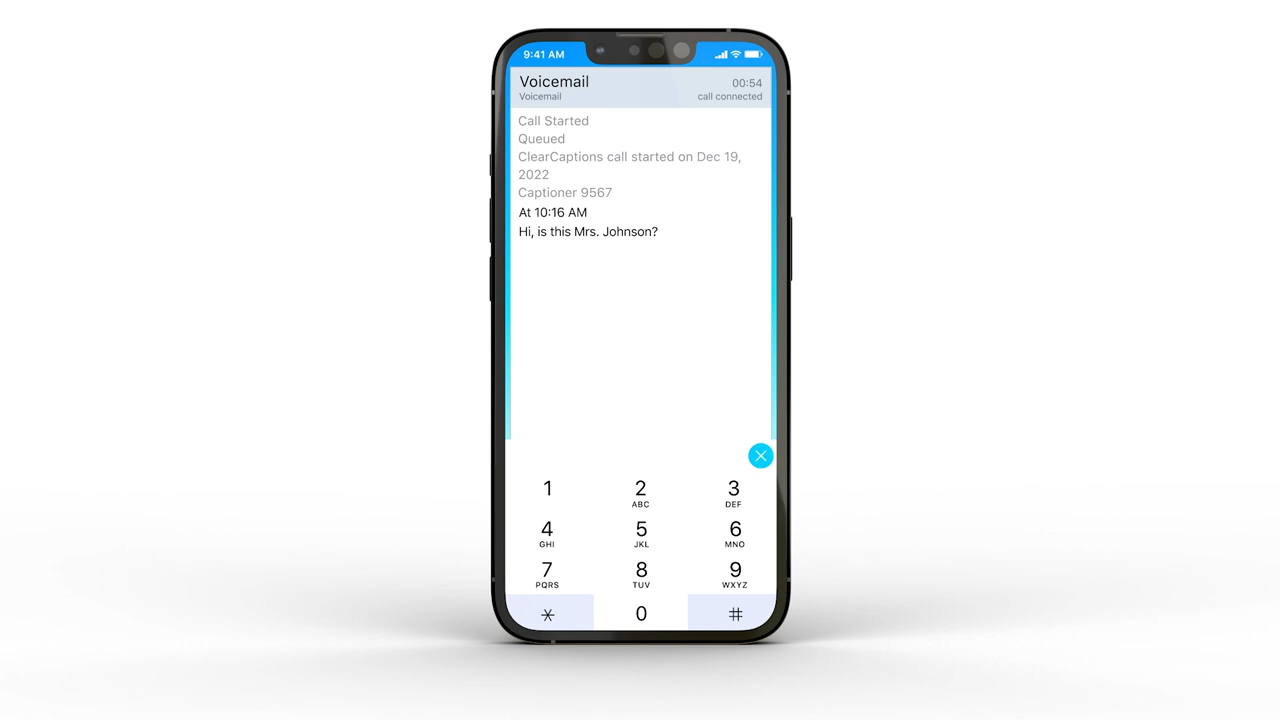 9:41 AM
Voicemail 00:54
Voicemail call connected
Call Started
Queued
ClearCaptions call started on Dec 19,
2022
Captioner 9567
At 10:16 AM
Hi, is this Mrs. Johnson?
1 2 3
ABC DEF
4 5 6
GHI JKL MNO
7 8 9
PQRS TUV WXYZ
* 0 #